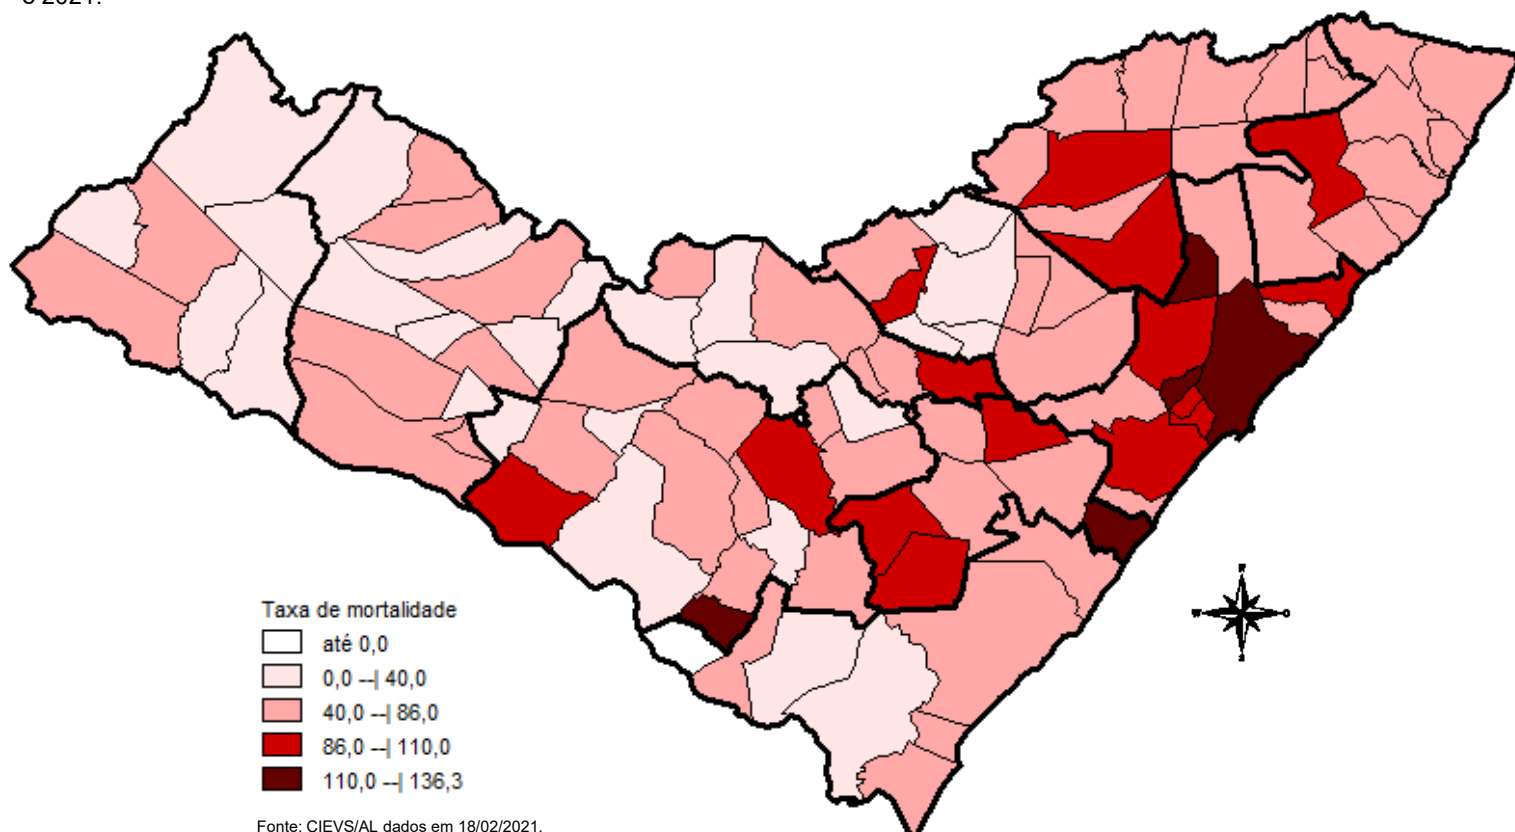 e 2021.
Taxa de mortalidade
até 0,0
0,0 --| 40,0
40,0 --| 86,0
86,0 --| 110,0
110,0 --| 136,3
Fonte: CIEVS/AL dados em 18/02/2021.